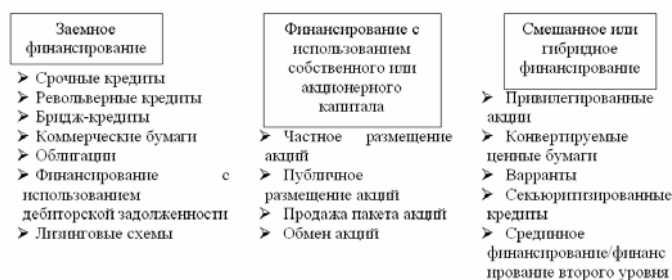 Заемное
финансирование
➢ Срочные кредиты
➢ Револьверные кредиты
➢ Бридж-кредиты
➢ Коммерческие бумаги
➢ Облигации
➢ Финансирование с
использованием
дебиторской задолженности
➢ Лизинговые схемы
Финансирование с
использованием
собственного или
акционерного
капитала
➢ Частное размещение
акций
➢ Публичное
размещение акций
➢ Продажа пакета акций
➢ Обмен акций
Смешанное или
гибридное
финансирование
➢ Привилегированные
акции
➢ Конвертируемые
ценные бумаги
➢ Варранты
➢ Секьюритизированные
кредиты
➢ Срединное
финансирование/финанс
рование второго уровня